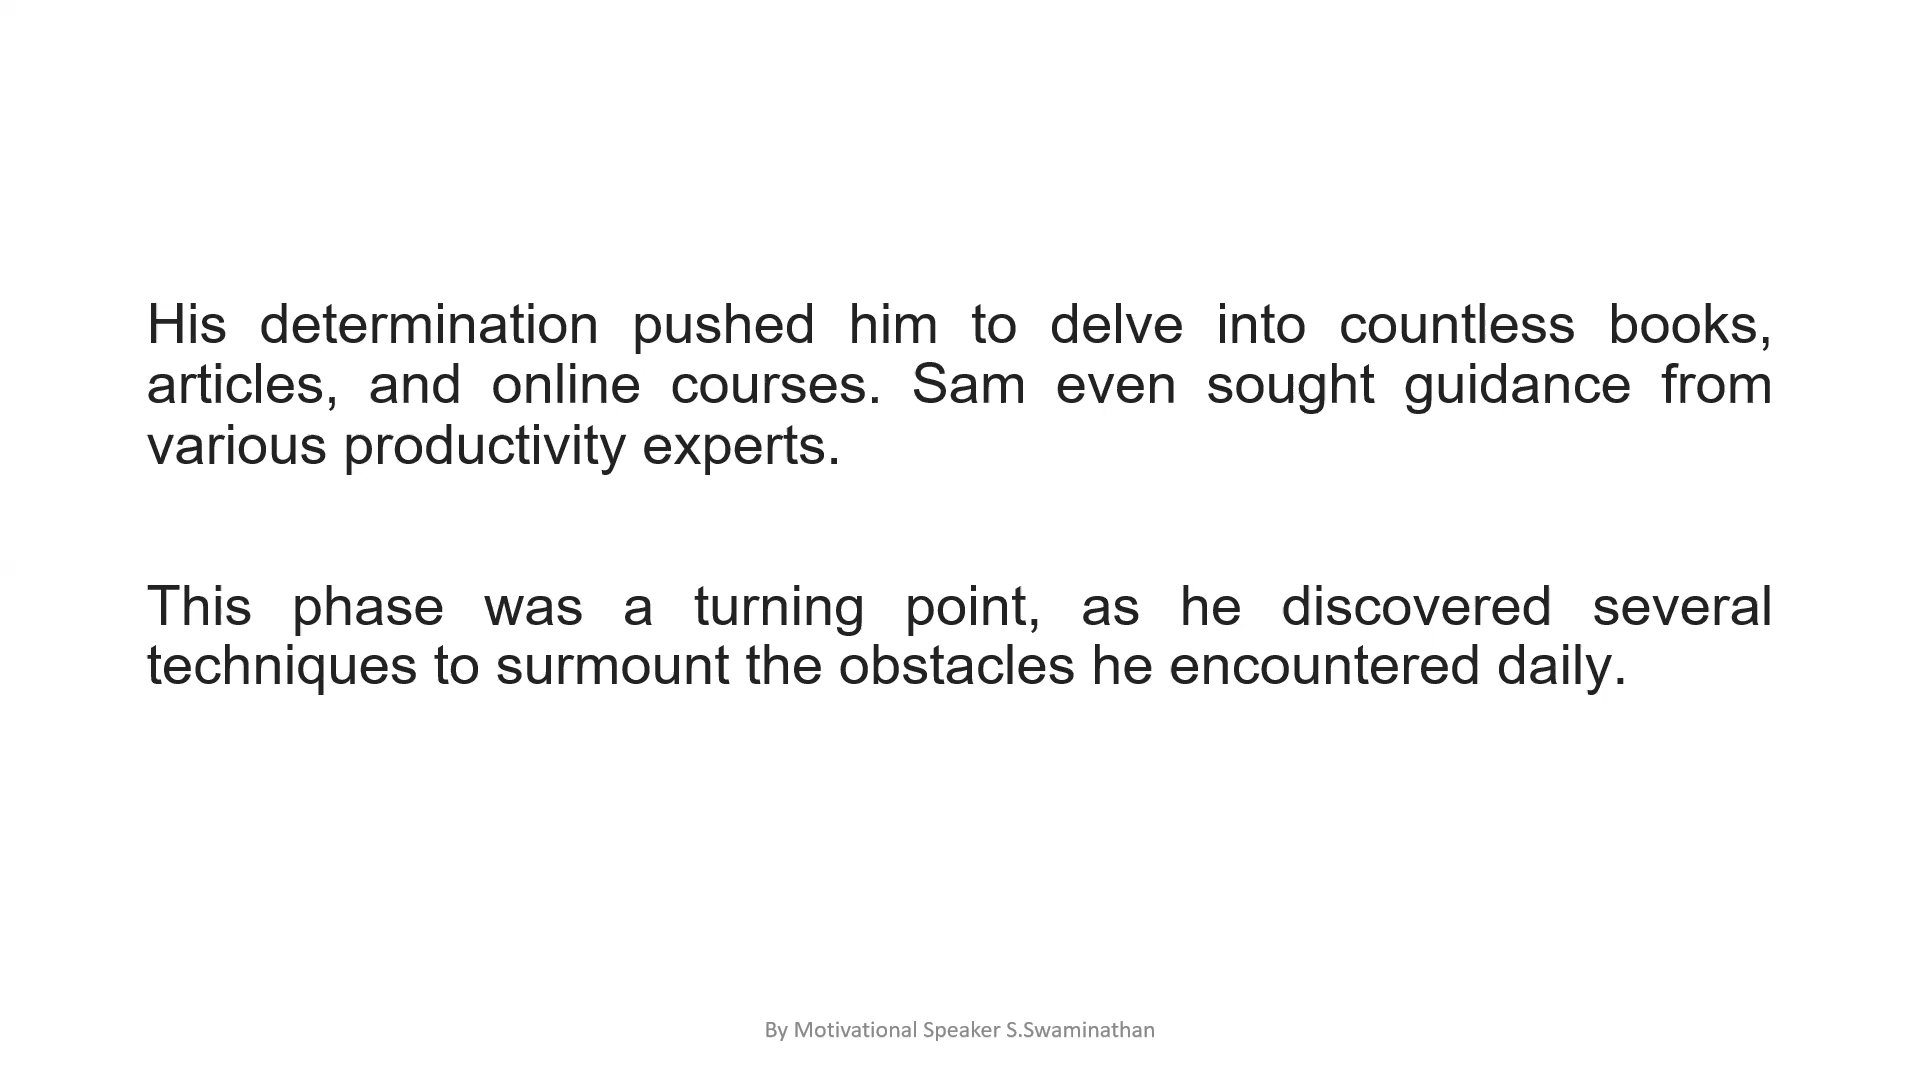 His determination pushed him to delve into countless books,
articles, and online courses. Sam even sought guidance from
various productivity experts.
This phase was a turning point, as he discovered several
techniques to surmount the obstacles he encountered daily.
By Motivational Speaker S.Swaminathan